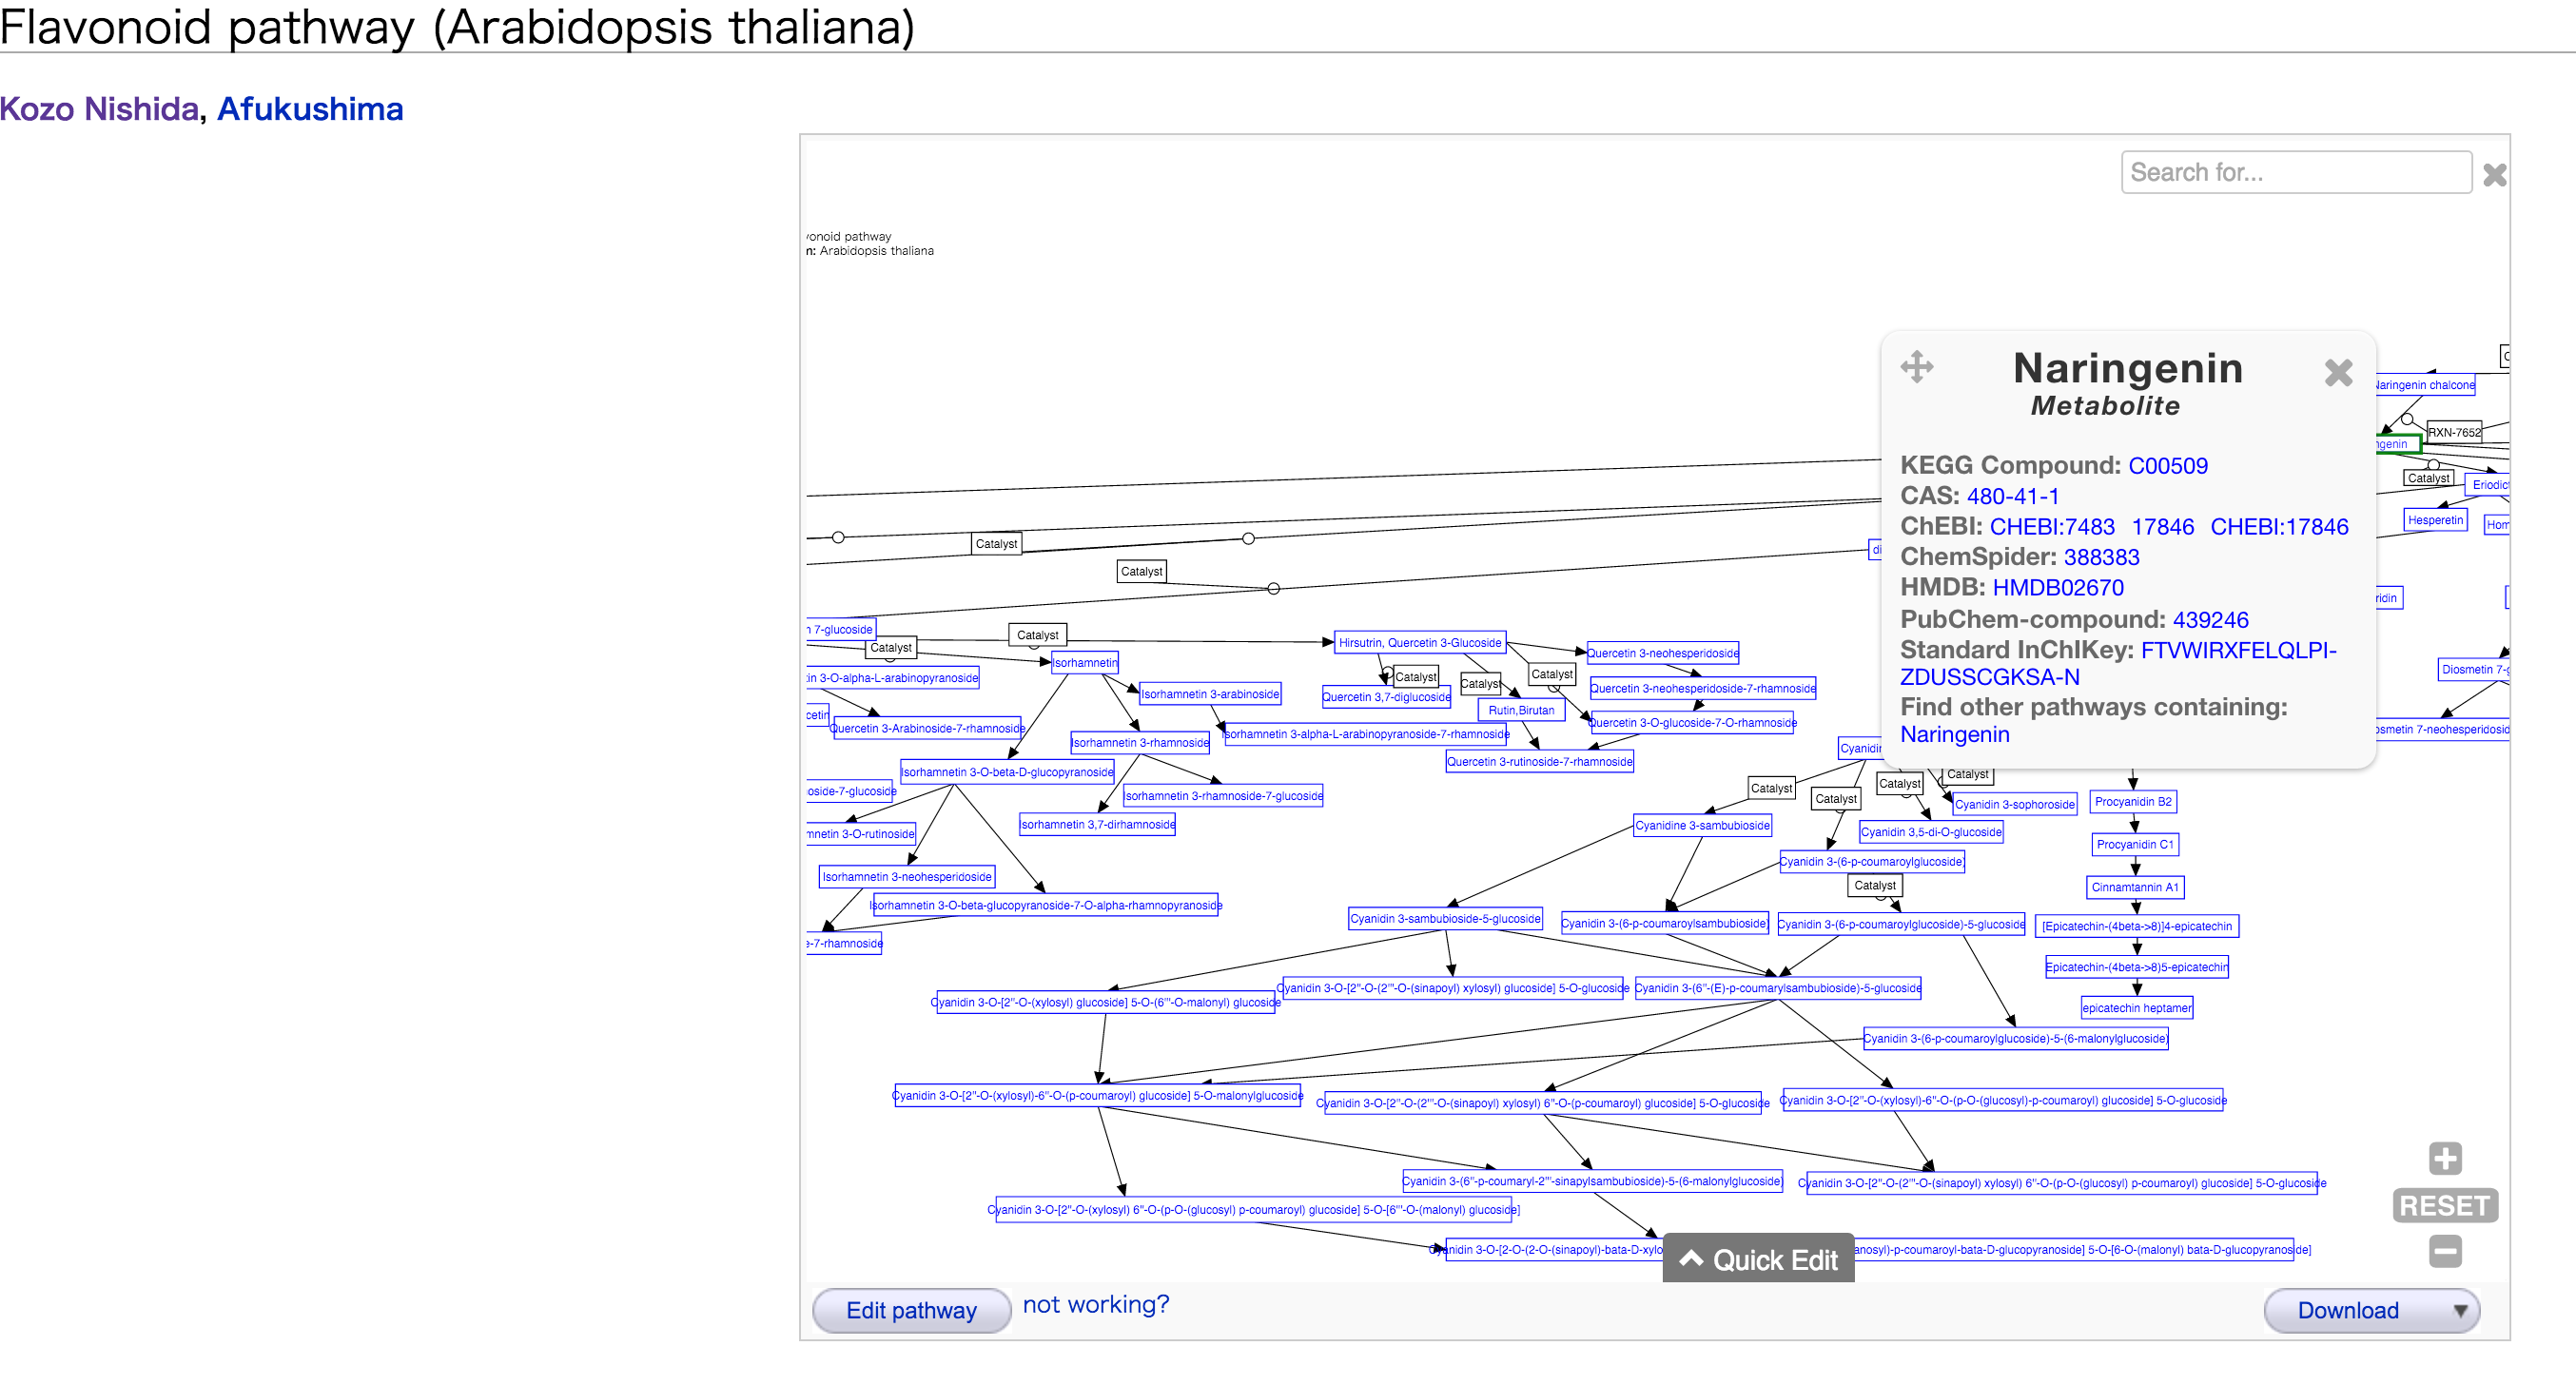 Flavonoid pathway (Arabidopsis thaliana)
Kozo Nishida, Afukushima
Search for...
vonoid pathway
n: Arabidopsis thaliana
Naringenin
Metabolite
KEGG Compound: C00509
CAS: 480-41-1
ChEBI: CHEBI:7483 17846 CHEBI:17846
ChemSpider: 388383
HMDB: HMDB02670
PubChem-compound: 439246
Standard InChIKey: FTVWIRXFELQLPI-
ZDUSSCGKSA-N
Find other pathways containing:
Naringenin
Naringenin chalcone
RXN-7652
ngenin
Catalyst
Eriodict
Hesperetin
Hom
Catalyst
di
Catalyst
ridin
n 7-glucoside
Catalyst
Catalyst
Hirsutrin, Quercetin 3-Glucoside
Quercetin 3-neohesperidoside
Isorhamnetin
Diosmetin 7-g
in 3-O-alpha-L-arabinopyranoside
Catalyst
Catalyst
Catalyst
Quercetin 3-neohesperidoside-7-rhamnoside
Isorhamnetin 3-arabinoside
Quercetin 3,7-diglucoside
Rutin,Birutan
cetin
Quercetin 3-Arabinoside-7-rhamnoside
Isorhamnetin 3-alpha-L-arabinopyranoside-7-rhamnoside
Quercetin 3-O-glucoside-7-O-rhamnoside
osmetin 7-neohesperidosid
Isorhamnetin 3-rhamnoside
Cyanidin
Quercetin 3-rutinoside-7-rhamnoside
Isorhamnetin 3-O-beta-D-glucopyranoside
Catalyst
Catalyst
Catalyst
Catalyst
oside-7-glucoside
Isorhamnetin 3-rhamnoside-7-glucoside
Cyanidin 3-sophoroside
Procyanidin B2
Isorhamnetin 3,7-dirhamnoside
Cyanidine 3-sambubioside
Cyanidin 3,5-di-O-glucoside
mnetin 3-O-rutinoside
Procyanidin C1
Cyanidin 3-(6-p-coumaroylglucoside)
Isorhamnetin 3-neohesperidoside
Catalyst
Cinnamtannin A1
Isorhamnetin 3-O-beta-glucopyranoside-7-O-alpha-rhamnopyranoside
Cyanidin 3-sambubioside-5-glucoside
Cyanidin 3-(6-p-coumaroylsambubioside)
Cyanidin 3-(6-p-coumaroylglucoside)-5-glucoside
[Epicatechin-(4beta->8)]4-epicatechin
e-7-rhamnoside
Epicatechin-(4beta->8)5-epicatechin
Cyanidin 3-O-[2"-O-(xylosyl) glucoside] 5-O-(6'"-O-malonyl) glucoside
Cyanidin 3-O-[2"-O-(2'"-O-(sinapoyl) xylosyl) glucoside] 5-O-glucoside
Cyanidin 3-(6"-(E)-p-coumarylsambubioside)-5-glucoside
epicatechin heptamer
Cyanidin 3-(6-p-coumaroylglucoside)-5-(6-malonylglucoside)
Cyanidin 3-O-[2"-O-(xylosyl)-6"-O-(p-coumaroyl) glucoside] 5-O-malonylglucoside
Cyanidin 3-O-[2"-O-(2'"-O-(sinapoyl) xylosyl) 6"-O-(p-coumaroyl) glucoside] 5-O-glucoside
Cyanidin 3-O-[2"-O-(xylosyl)-6"-O-(p-O-(glucosyl)-p-coumaroyl) glucoside] 5-O-glucoside
Cyanidin 3-(6"-p-coumaryl-2'"-sinapylsambubioside)-5-(6-malonylglucoside)
Cyanidin 3-O-[2"-O-(2'"-O-(sinapoyl) xylosyl) 6"-O-(p-O-(glucosyl) p-coumaroyl) glucoside] 5-O-glucoside
Cyanidin 3-O-[2"-O-(xylosyl) 6"-O-(p-O-(glucosyl) p-coumaroyl) glucoside] 5-O-[6'"-O-(malonyl) glucoside]
RESET
Cyanidin 3-O-[2-O-(2-O-(sinapoyl)-bata-D-xylo
anosyl)-p-coumaroyl-bata-D-glucopyranoside] 5-O-[6-O-(malonyl) bata-D-glucopyranoside]
Quick Edit
Edit pathway
not working?
Download